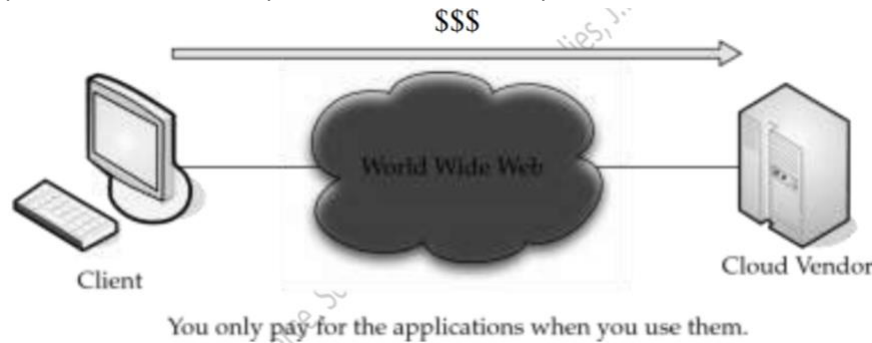 $$$
World Wide Web
Client
Cloud Vendor
You only pay for the applications when you use them.